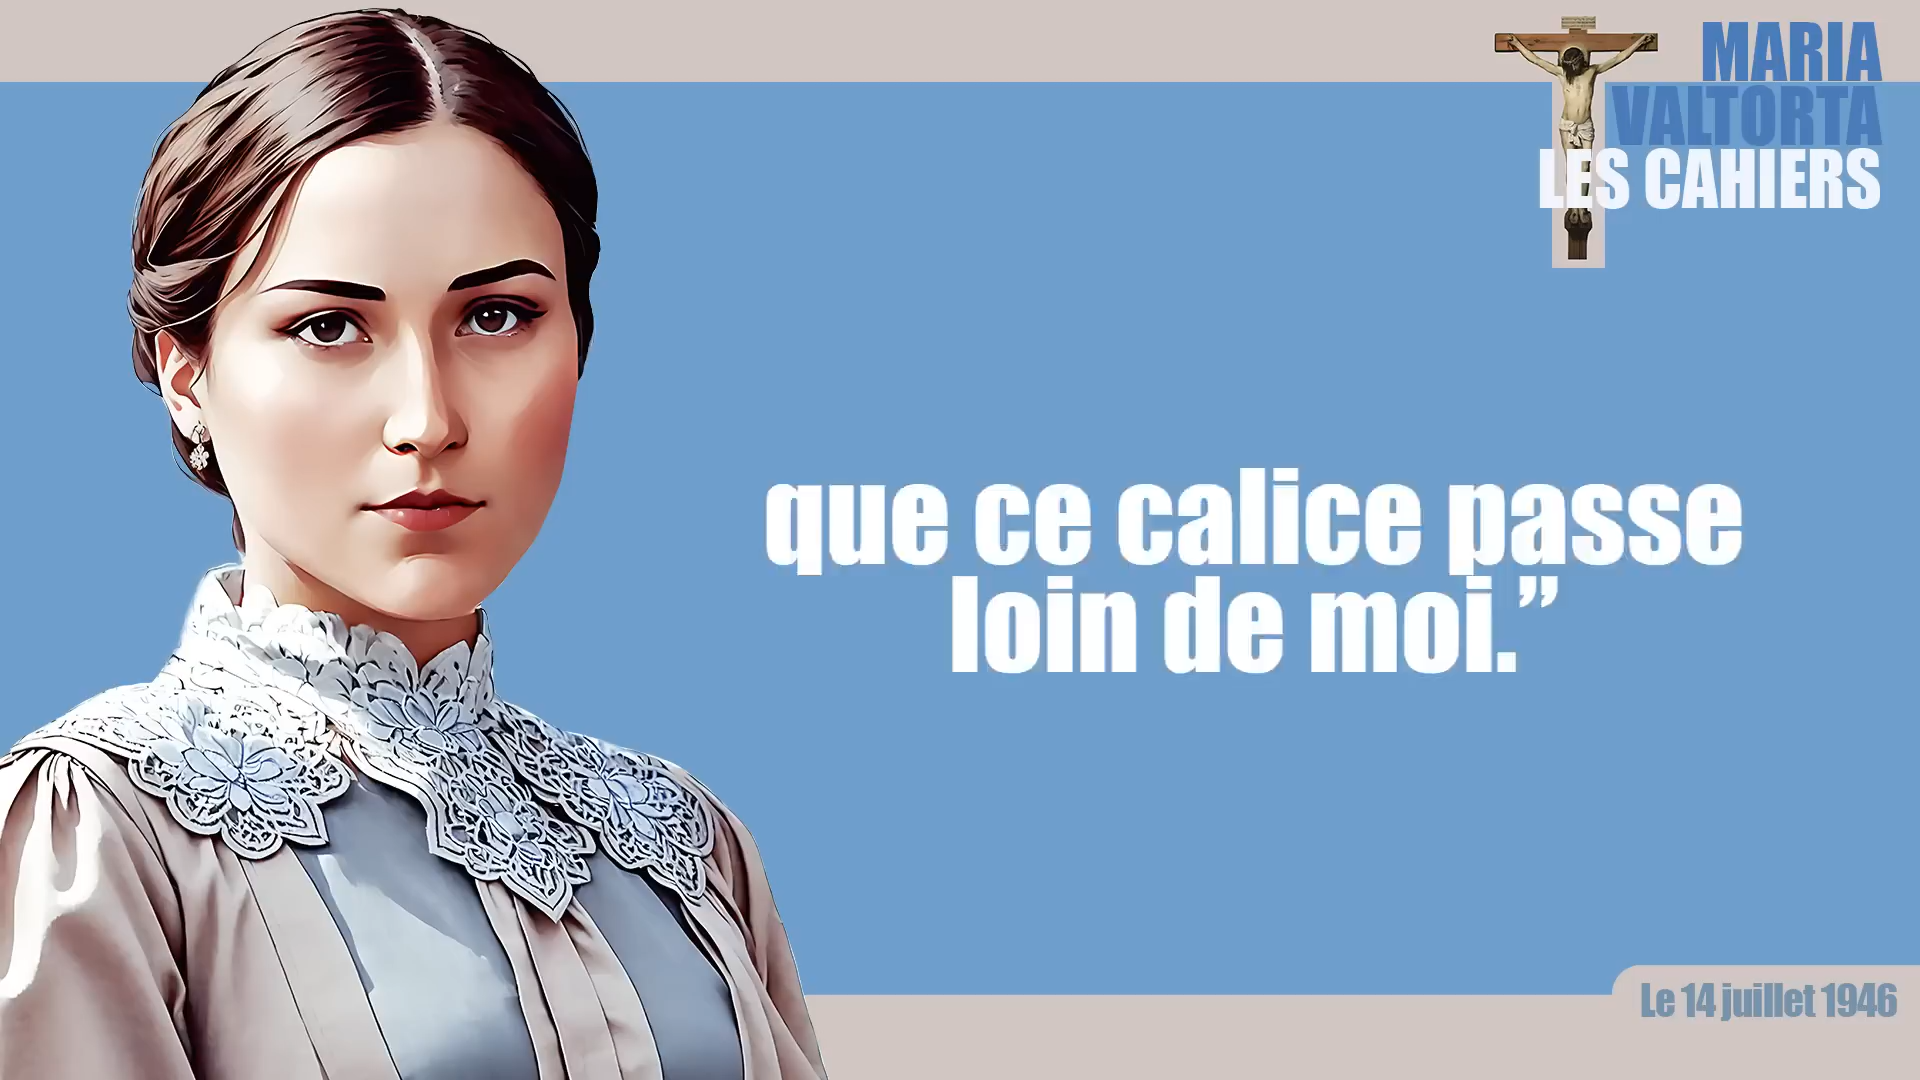 MARIA
VALTORTA
LES CAHIERS
que ce calice passe
loin de moi.”
Le 14 juillet 1946